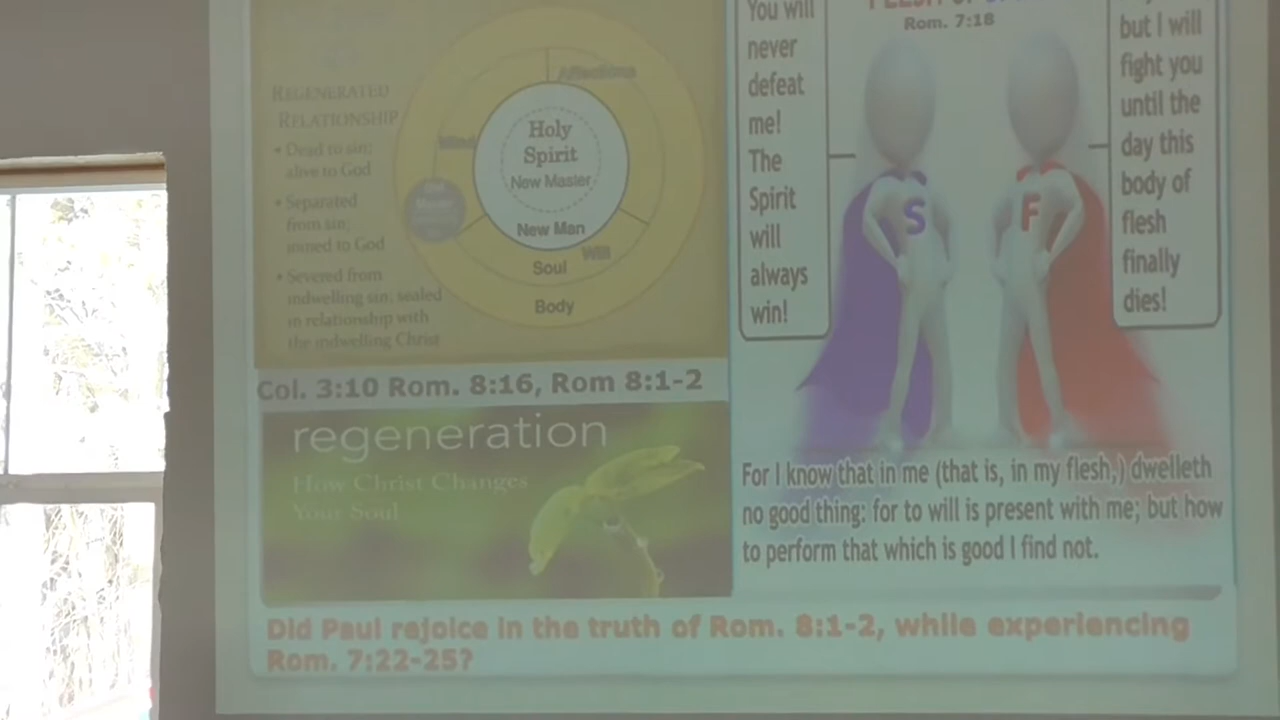 REGENERATED
RELATIONSHIP
• Dead to sin;
alive to God
• Separated
from sin;
joined to God
• Severed from
indwelling sin; sealed
in relationship with
the indwelling Christ
Affections
Mind
Holy
Spirit
New Master
New Man
Will
Soul
Body
Col. 3:10 Rom. 8:16, Rom 8:1-2
regeneration
How Christ Changes
Your Soul
Rom. 7:18
You will
never
defeat
me!
The
Spirit
will
always
win!
S
F
but I will
fight you
until the
day this
body of
flesh
finally
dies!
For I know that in me (that is, in my flesh,) dwelleth
no good thing: for to will is present with me; but how
to perform that which is good I find not.
Did Paul rejoice in the truth of Rom. 8:1-2, while experiencing
Rom. 7:22-25?